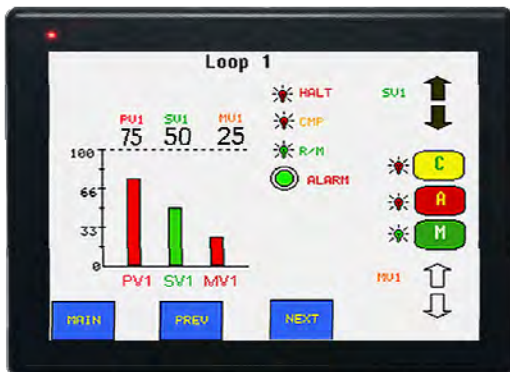 Loop 1
PV1 SV1 MV1
75 50 25
HALT
CMP
R/M
ALARM
100
66
33
0
PV1 SV1 MV1
SV1
C
A
M
MV1
MAIN
PREV
NEXT